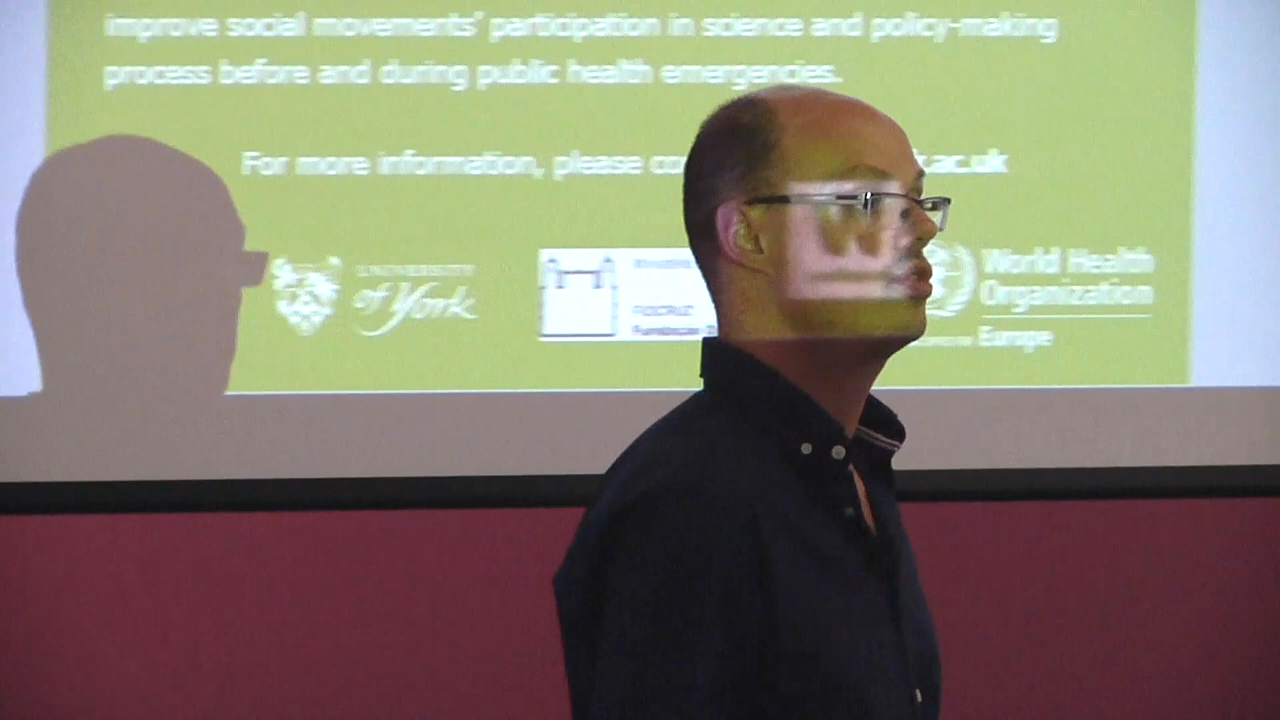 improve social movements' participation in science and policy-making
process before and during public health emergencies.
For more information, please co k.ac.uk
UNIVERSITY
of York
FIOCRUZ
World Health
Organization
Europe